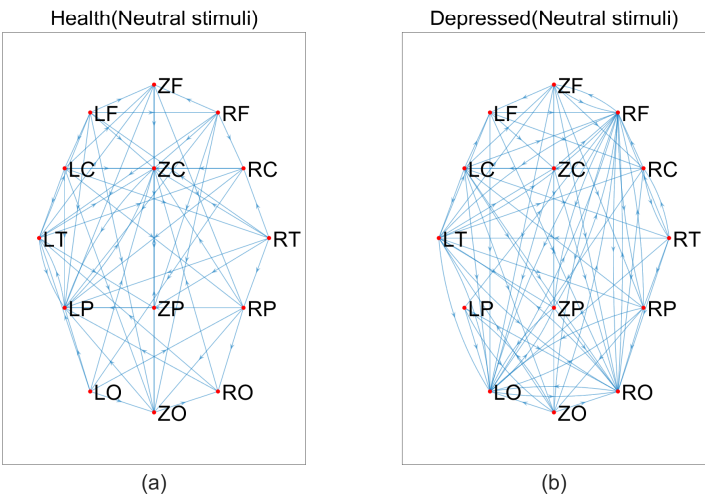 Health(Neutral stimuli)
ZF
LF
RF
LC
ZC
RC
LT
RT
LP
ZP
RP
LO
RO
ZO
(a)
Depressed(Neutral stimuli)
ZF
LF
RF
LC
ZC
RC
LT
RT
LP
ZP
RP
LO
RO
ZO
(b)